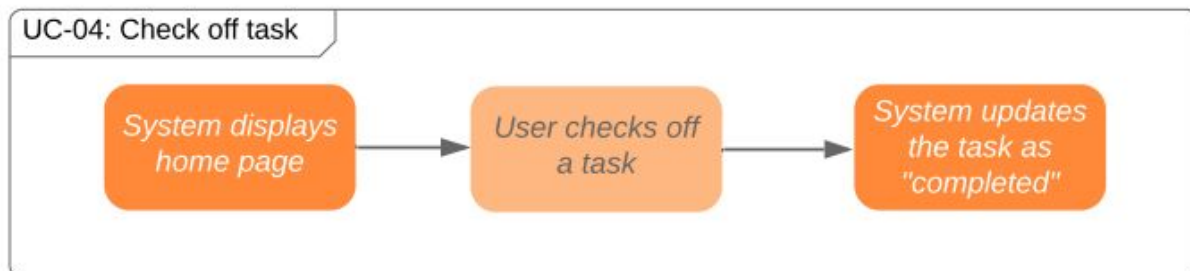 UC-04: Check off task
System displays
home page
User checks off
a task
System updates
the task as
"completed"